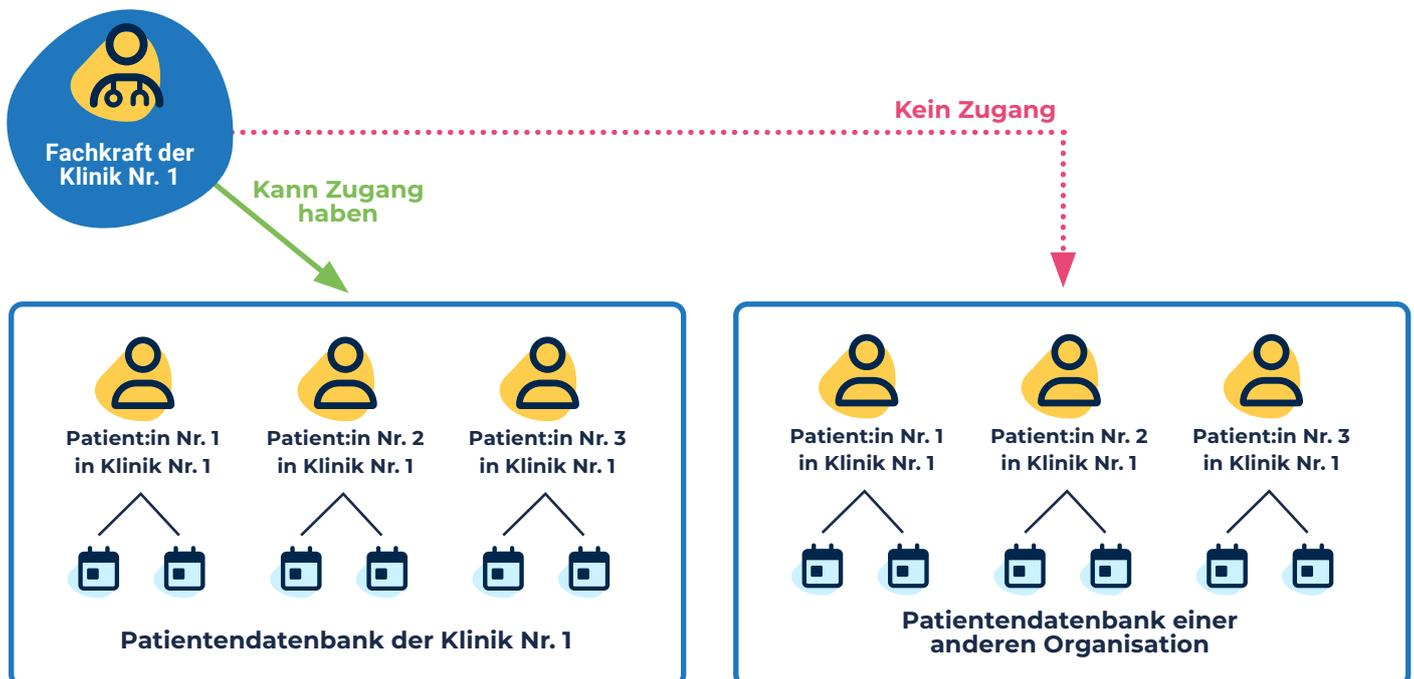 Fachkraft der
Klinik Nr. 1
Kein Zugang
Kann Zugang
haben
Patient:in Nr. 1
in Klinik Nr. 1
Patient:in Nr. 2
in Klinik Nr. 1
Patient:in Nr. 3
in Klinik Nr. 1
Patientendatenbank der Klinik Nr. 1
Patient:in Nr. 1
in Klinik Nr. 1
Patient:in Nr. 2
in Klinik Nr. 1
Patient:in Nr. 3
in Klinik Nr. 1
Patientendatenbank einer
anderen Organisation